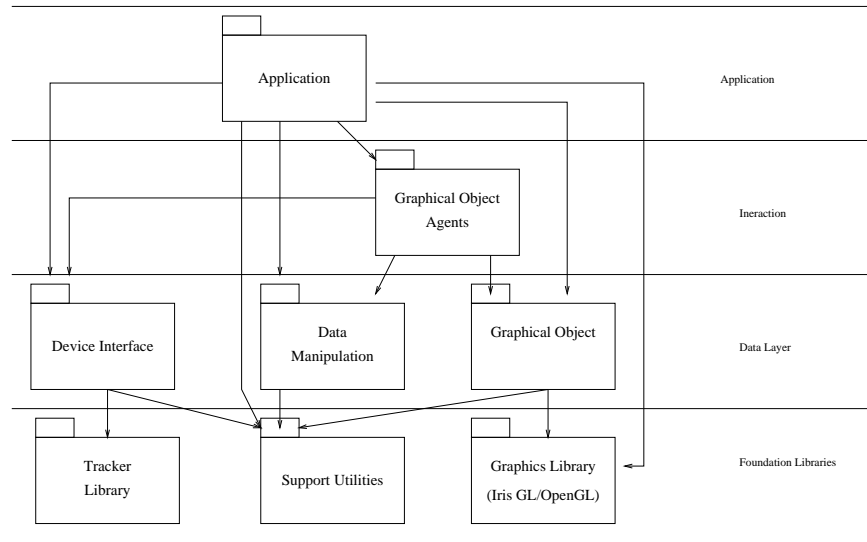 Application
Application
Graphical Object
Agents
Ineraction
Device Interface
Data
Manipulation
Graphical Object
Data Layer
Tracker
Library
Support Utilities
Graphics Library
(Iris GL/OpenGL)
Foundation Libraries